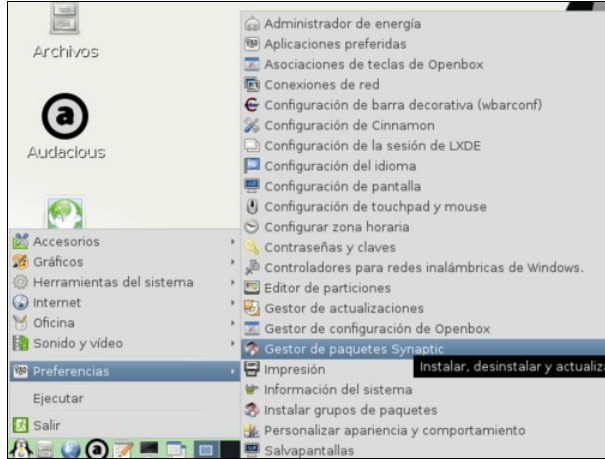 Archivos
Audacious
Accesorios
Gráficos
Herramientas del sistema
Internet
Oficina
Sonido y vídeo
Preferencias
Ejecutar
Salir
Administrador de energía
Aplicaciones preferidas
Asociaciones de teclas de Openbox
Conexiones de red
Configuración de barra decorativa (wbarconf)
Configuración de Cinnamon
Configuración de la sesión de LXDE
Configuración del idioma
Configuración de pantalla
Configuración de touchpad y mouse
Configurar zona horaria
Contraseñas y claves
Controladores para redes inalámbricas de Windows.
Editor de particiones
Gestor de actualizaciones
Gestor de configuración de Openbox
Gestor de paquetes Synaptic
Impresión
Instalar, desinstalar y actualiza
Información del sistema
Instalar grupos de paquetes
Personalizar apariencia y comportamiento
Salvapantallas